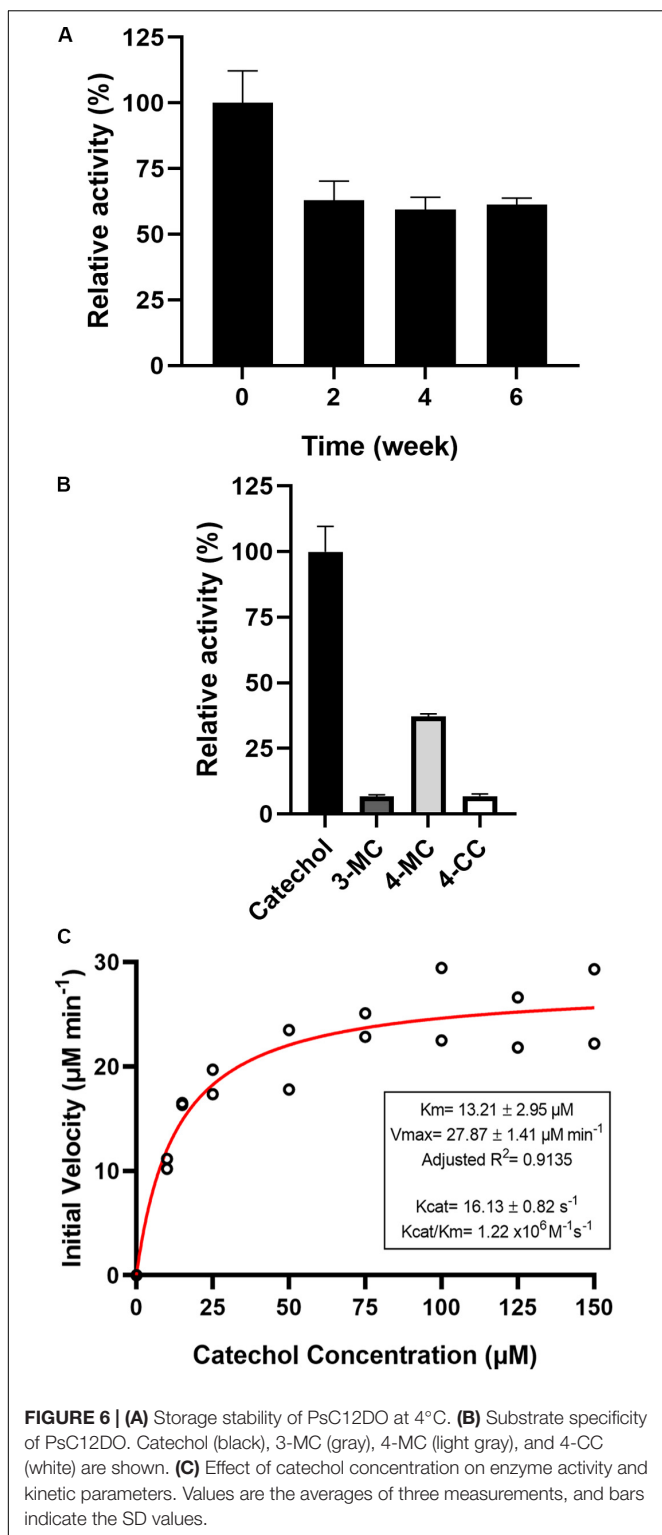 A
125
100
75
50
25
0
Relative activity (%)
0 2 4 6
Time (week)
B
125
100
75
50
25
0
Relative activity (%)
Catechol 3-MC 4-MC 4-CC
C
30
20
10
0
Initial Velocity (µM min⁻¹)
Km= 13.21 ± 2.95 µM
Vmax= 27.87 ± 1.41 µM min⁻¹
Adjusted R²= 0.9135
Kcat= 16.13 ± 0.82 s⁻¹
Kcat/Km= 1.22 x10⁶ M⁻¹s⁻¹
0 25 50 75 100 125 150
Catechol Concentration (µM)
FIGURE 6 | (A) Storage stability of PsC12DO at 4°C. (B) Substrate specificity
of PsC12DO. Catechol (black), 3-MC (gray), 4-MC (light gray), and 4-CC
(white) are shown. (C) Effect of catechol concentration on enzyme activity and
kinetic parameters. Values are the averages of three measurements, and bars
indicate the SD values.